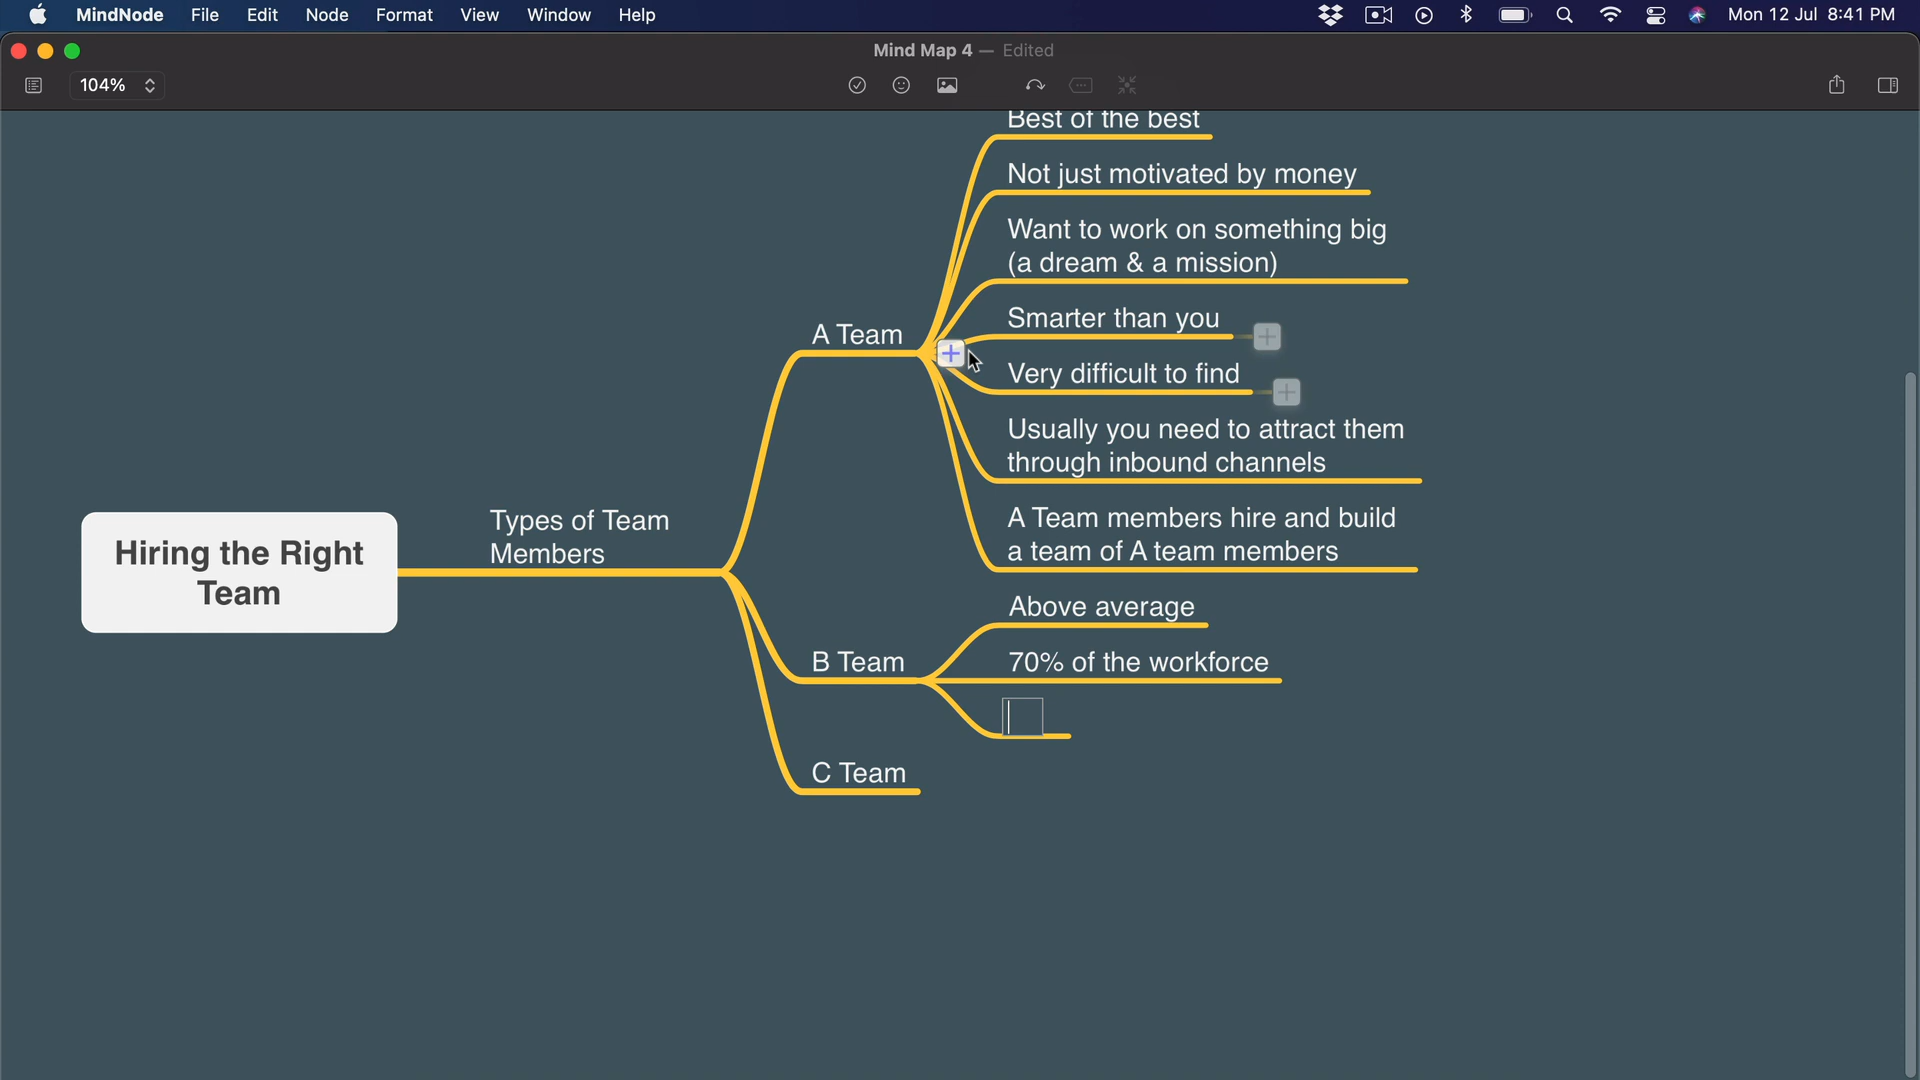 MindNode File Edit Node Format View Window Help Mon 12 Jul 8:41 PM
Mind Map 4 — Edited
104%
Best of the best
Not just motivated by money
Want to work on something big
(a dream & a mission)
Smarter than you
A Team
Very difficult to find
Usually you need to attract them
through inbound channels
A Team members hire and build
a team of A team members
Types of Team
Members
Hiring the Right
Team
Above average
B Team
70% of the workforce
C Team